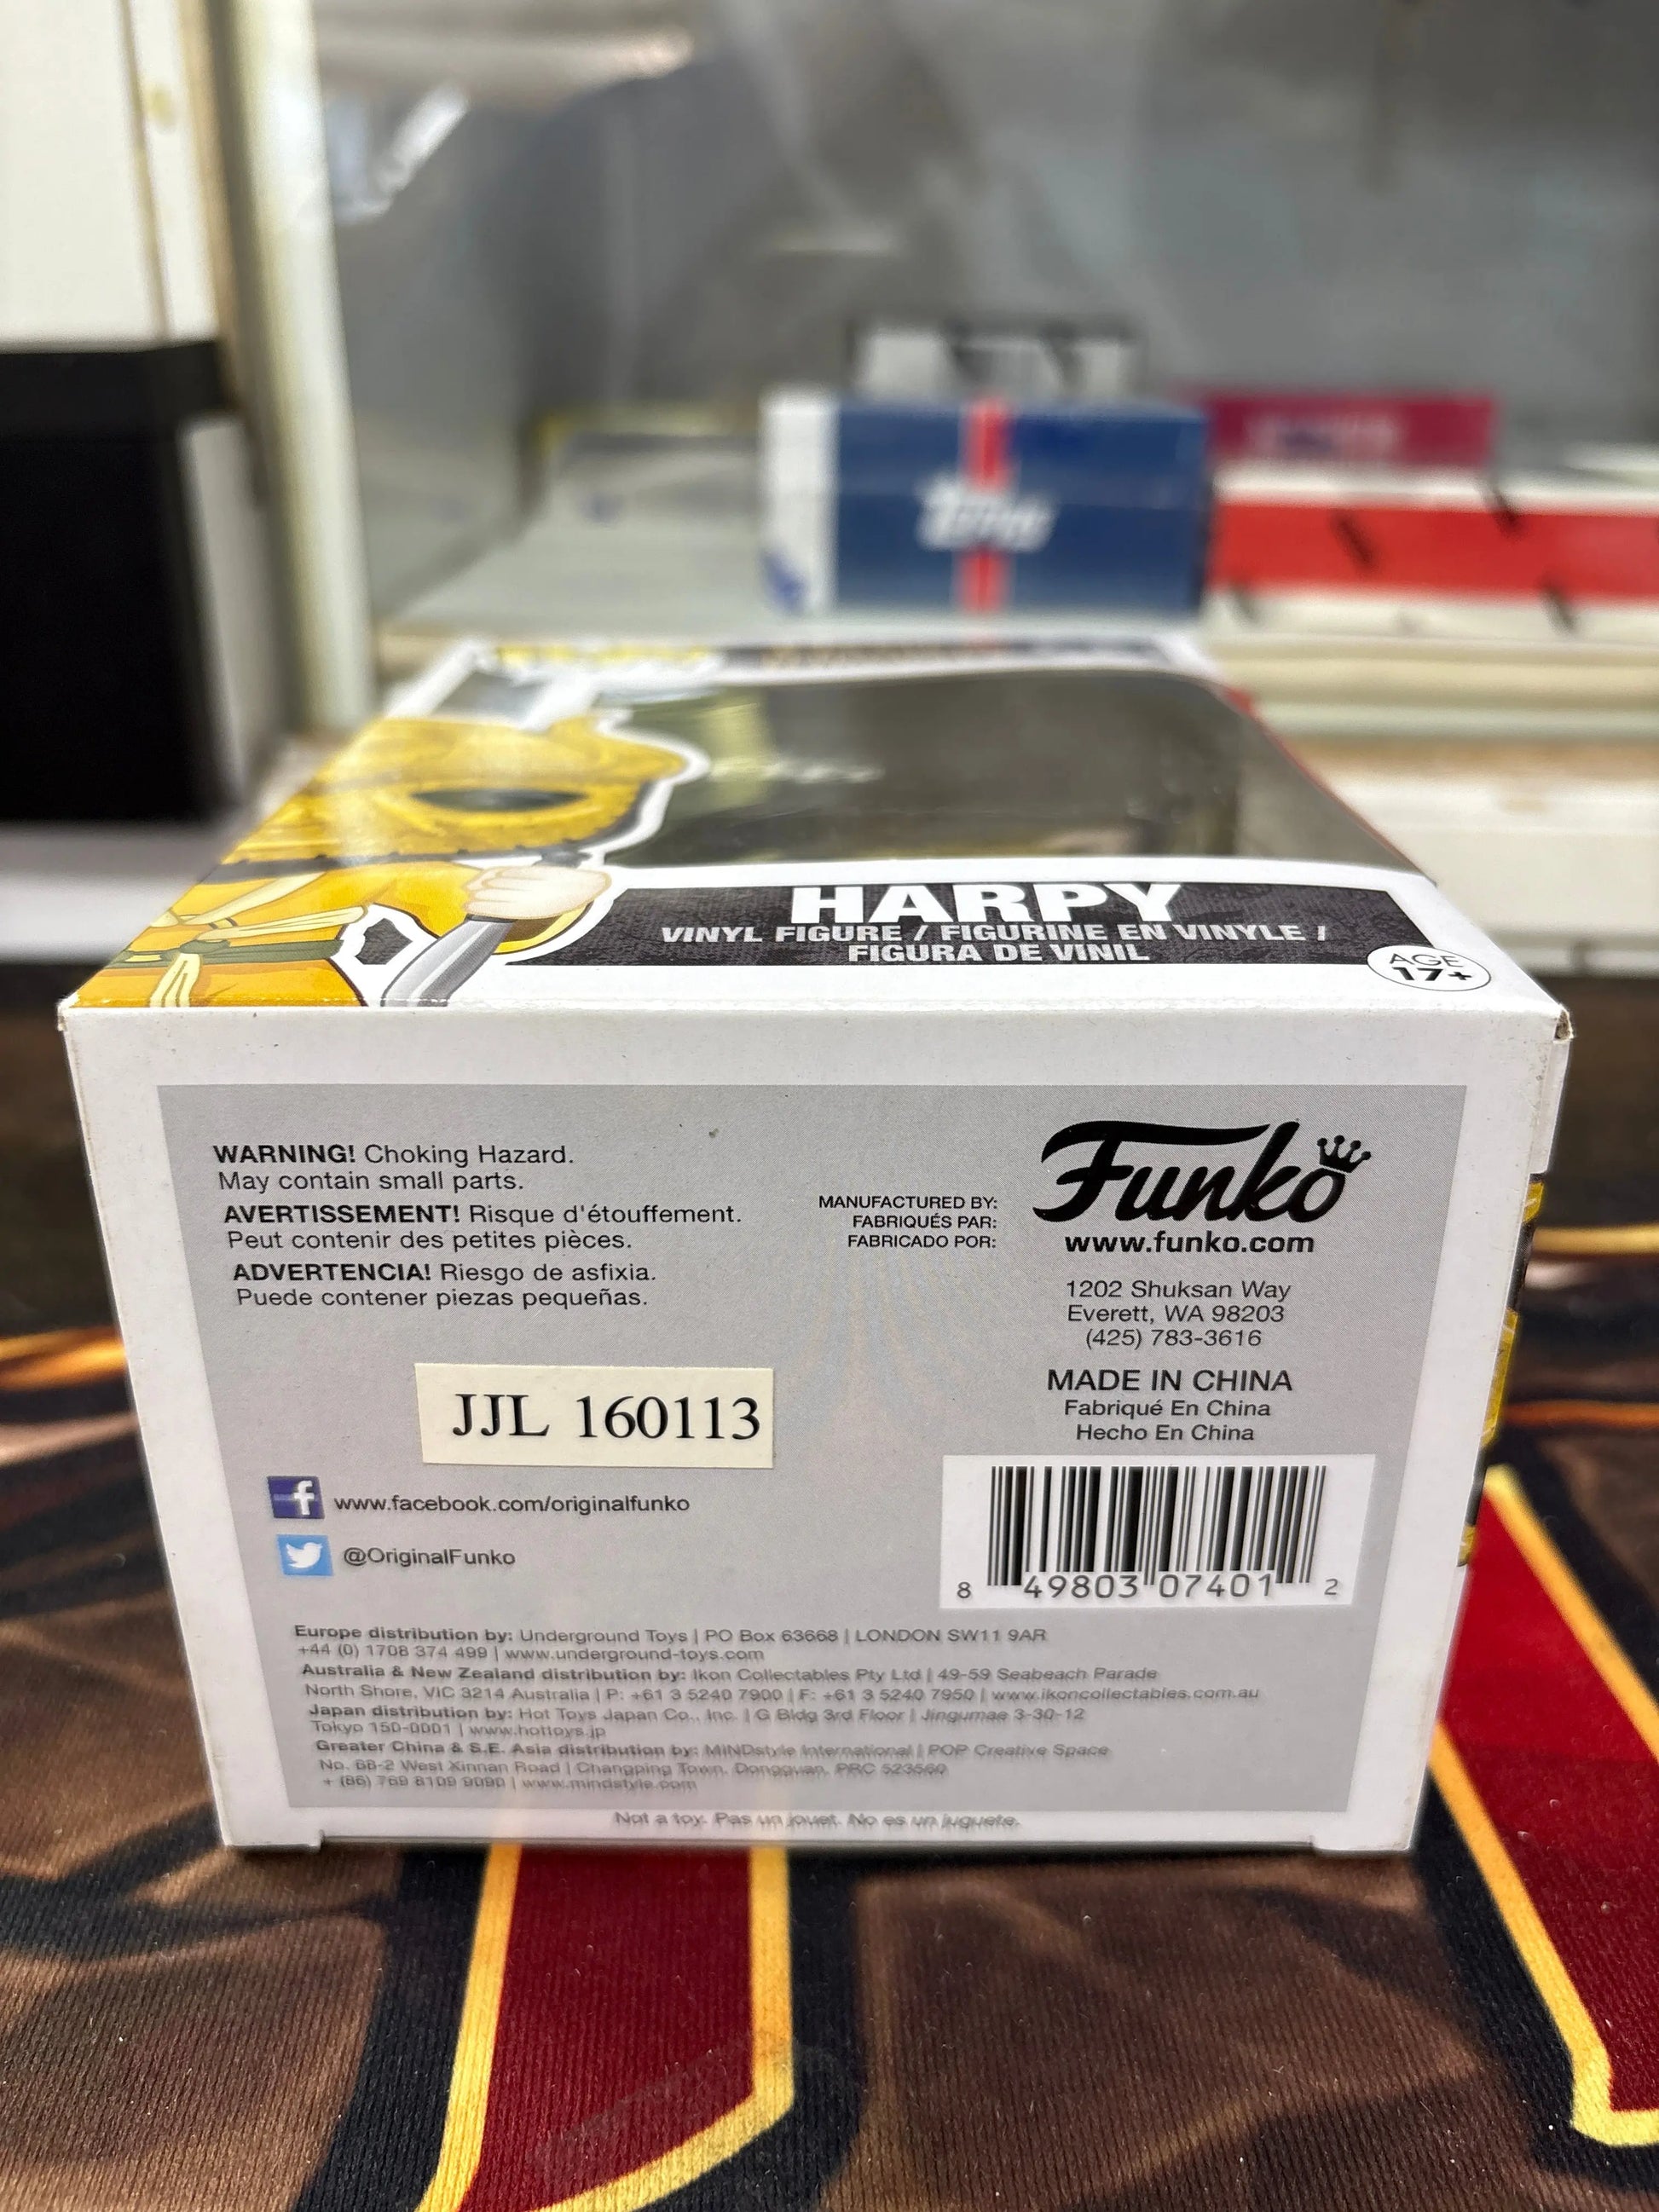 topps
HARPY
VINYL FIGURE / FIGURINE EN VINYLE /
FIGURA DE VINIL
AGE
17+
WARNING! Choking Hazard.
May contain small parts.
AVERTISSEMENT! Risque d'étouffement.
Peut contenir des petites pièces.
ADVERTENCIA! Riesgo de asfixia.
Puede contener piezas pequeñas.
MANUFACTURED BY:
FABRIQUÉS PAR:
FABRICADO POR:
Funko
www.funko.com
1202 Shuksan Way
Everett, WA 98203
(425) 783-3616
MADE IN CHINA
Fabriqué En China
Hecho En China
JJL 160113
f www.facebook.com/originalfunko
@OriginalFunko
8 49803 07401 2
Europe distribution by: Underground Toys | PO Box 63668 | LONDON SW11 9AR
+44 (0) 1708 374 499 | www.underground-toys.com
Australia & New Zealand distribution by: Ikon Collectables Pty Ltd | 49-59 Seabeach Parade
North Shore, VIC 3214 Australia | P: +61 3 5240 7900 | F: +61 3 5240 7950 | www.ikoncollectables.com.au
Japan distribution by: Hot Toys Japan Co., Inc. | G Bldg 3rd Floor | Jingumae 3-30-12
Tokyo 150-0001 | www.hottoys.jp
Greater China & S.E. Asia distribution by: MINDstyle International | POP Creative Space
No. 68-2 West Xinnan Road | Changping Town, Dongguan, PRC 523560
+ (86) 769 8109 9090 | www.mindstyle.com
Not a toy. Pas un jouet. No es un juguete.